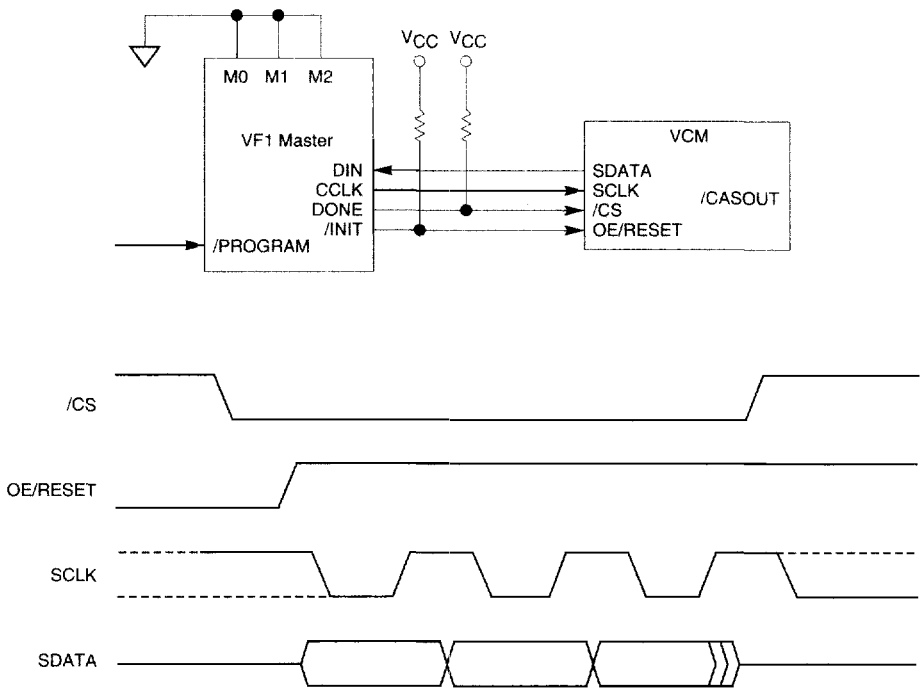 VCC VCC
M0 M1 M2
VF1 Master
VCM
DIN
SDATA
CCLK
SCLK
/CASOUT
DONE
/CS
/INIT
OE/RESET
/PROGRAM
/CS
OE/RESET
SCLK
SDATA